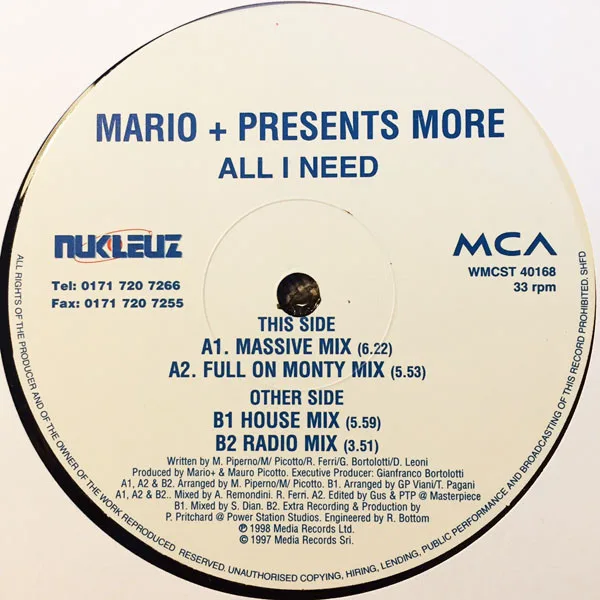 MARIO + PRESENTS MORE
ALL I NEED
NUKLEUZ
Tel: 0171 720 7266
Fax: 0171 720 7255
MCA
WMCST 40168
33 rpm
THIS SIDE
A1. MASSIVE MIX (6.22)
A2. FULL ON MONTY MIX (5.53)
OTHER SIDE
B1 HOUSE MIX (5.59)
B2 RADIO MIX (3.51)
Written by M. Piperno/M/ Picotto/R. Ferri/G. Bortolotti/D. Leoni
Produced by Mario+ & Mauro Picotto. Executive Producer: Gianfranco Bortolotti
A1, A2 & B2. Arranged by M. Piperno/M/ Picotto. B1. Arranged by GP Viani/T. Pagani
A1, A2 & B2.. Mixed by A. Remondini. R. Ferri. A2. Edited by Gus & PTP @ Masterpiece
B1. Mixed by S. Dian. B2. Extra Recording & Production by
P. Pritchard @ Power Station Studios. Engineered by R. Bottom
℗ 1998 Media Records Ltd.
© 1997 Media Records Srl.
ALL RIGHTS OF THE PRODUCER AND OF THE OWNER OF THE WORK REPRODUCED RESERVED. UNAUTHORISED COPYING, HIRING, LENDING, PUBLIC PERFORMANCE AND BROADCASTING OF THIS RECORD PROHIBITED. SHFD